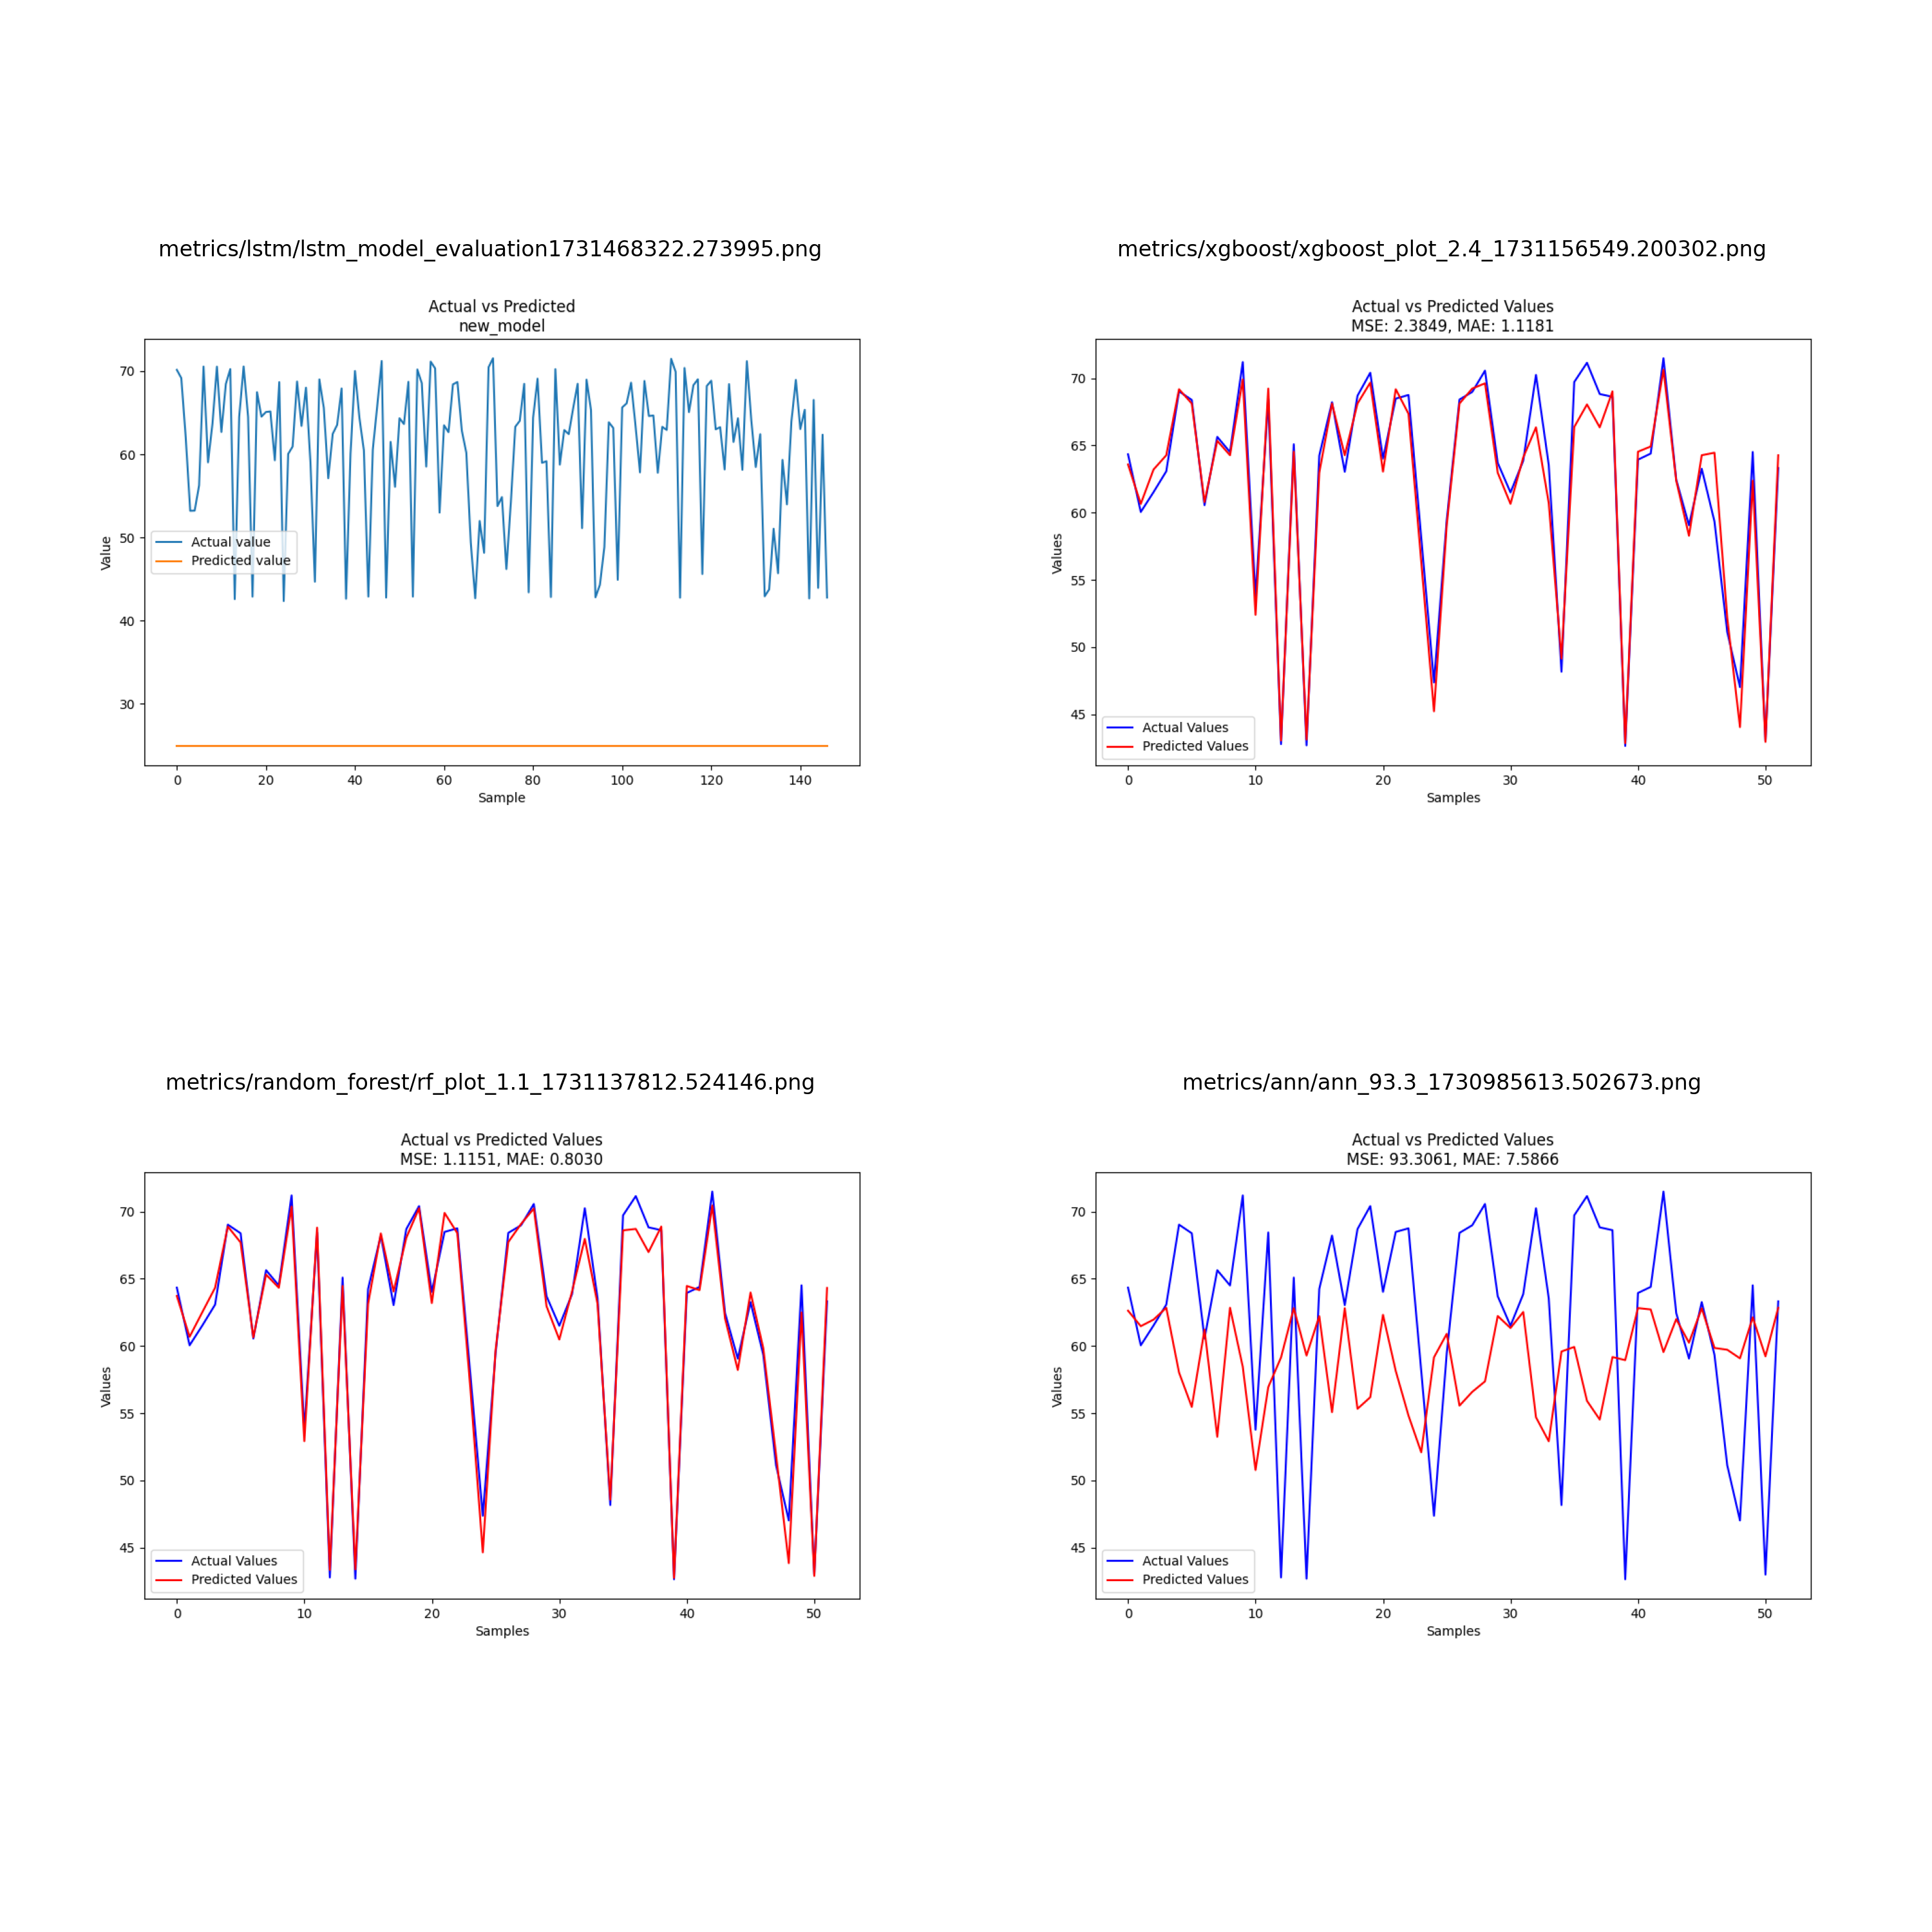 metrics/lstm/lstm_model_evaluation1731468322.273995.png
Actual vs Predicted
new_model
70
60
50
40
30
Value
Actual value
Predicted value
0 20 40 60 80 100 120 140
Sample
metrics/xgboost/xgboost_plot_2.4_1731156549.200302.png
Actual vs Predicted Values
MSE: 2.3849, MAE: 1.1181
70
65
60
55
50
45
Values
Actual Values
Predicted Values
0 10 20 30 40 50
Samples
metrics/random_forest/rf_plot_1.1_1731137812.524146.png
Actual vs Predicted Values
MSE: 1.1151, MAE: 0.8030
70
65
60
55
50
45
Values
Actual Values
Predicted Values
0 10 20 30 40 50
Samples
metrics/ann/ann_93.3_1730985613.502673.png
Actual vs Predicted Values
MSE: 93.3061, MAE: 7.5866
70
65
60
55
50
45
Values
Actual Values
Predicted Values
0 10 20 30 40 50
Samples